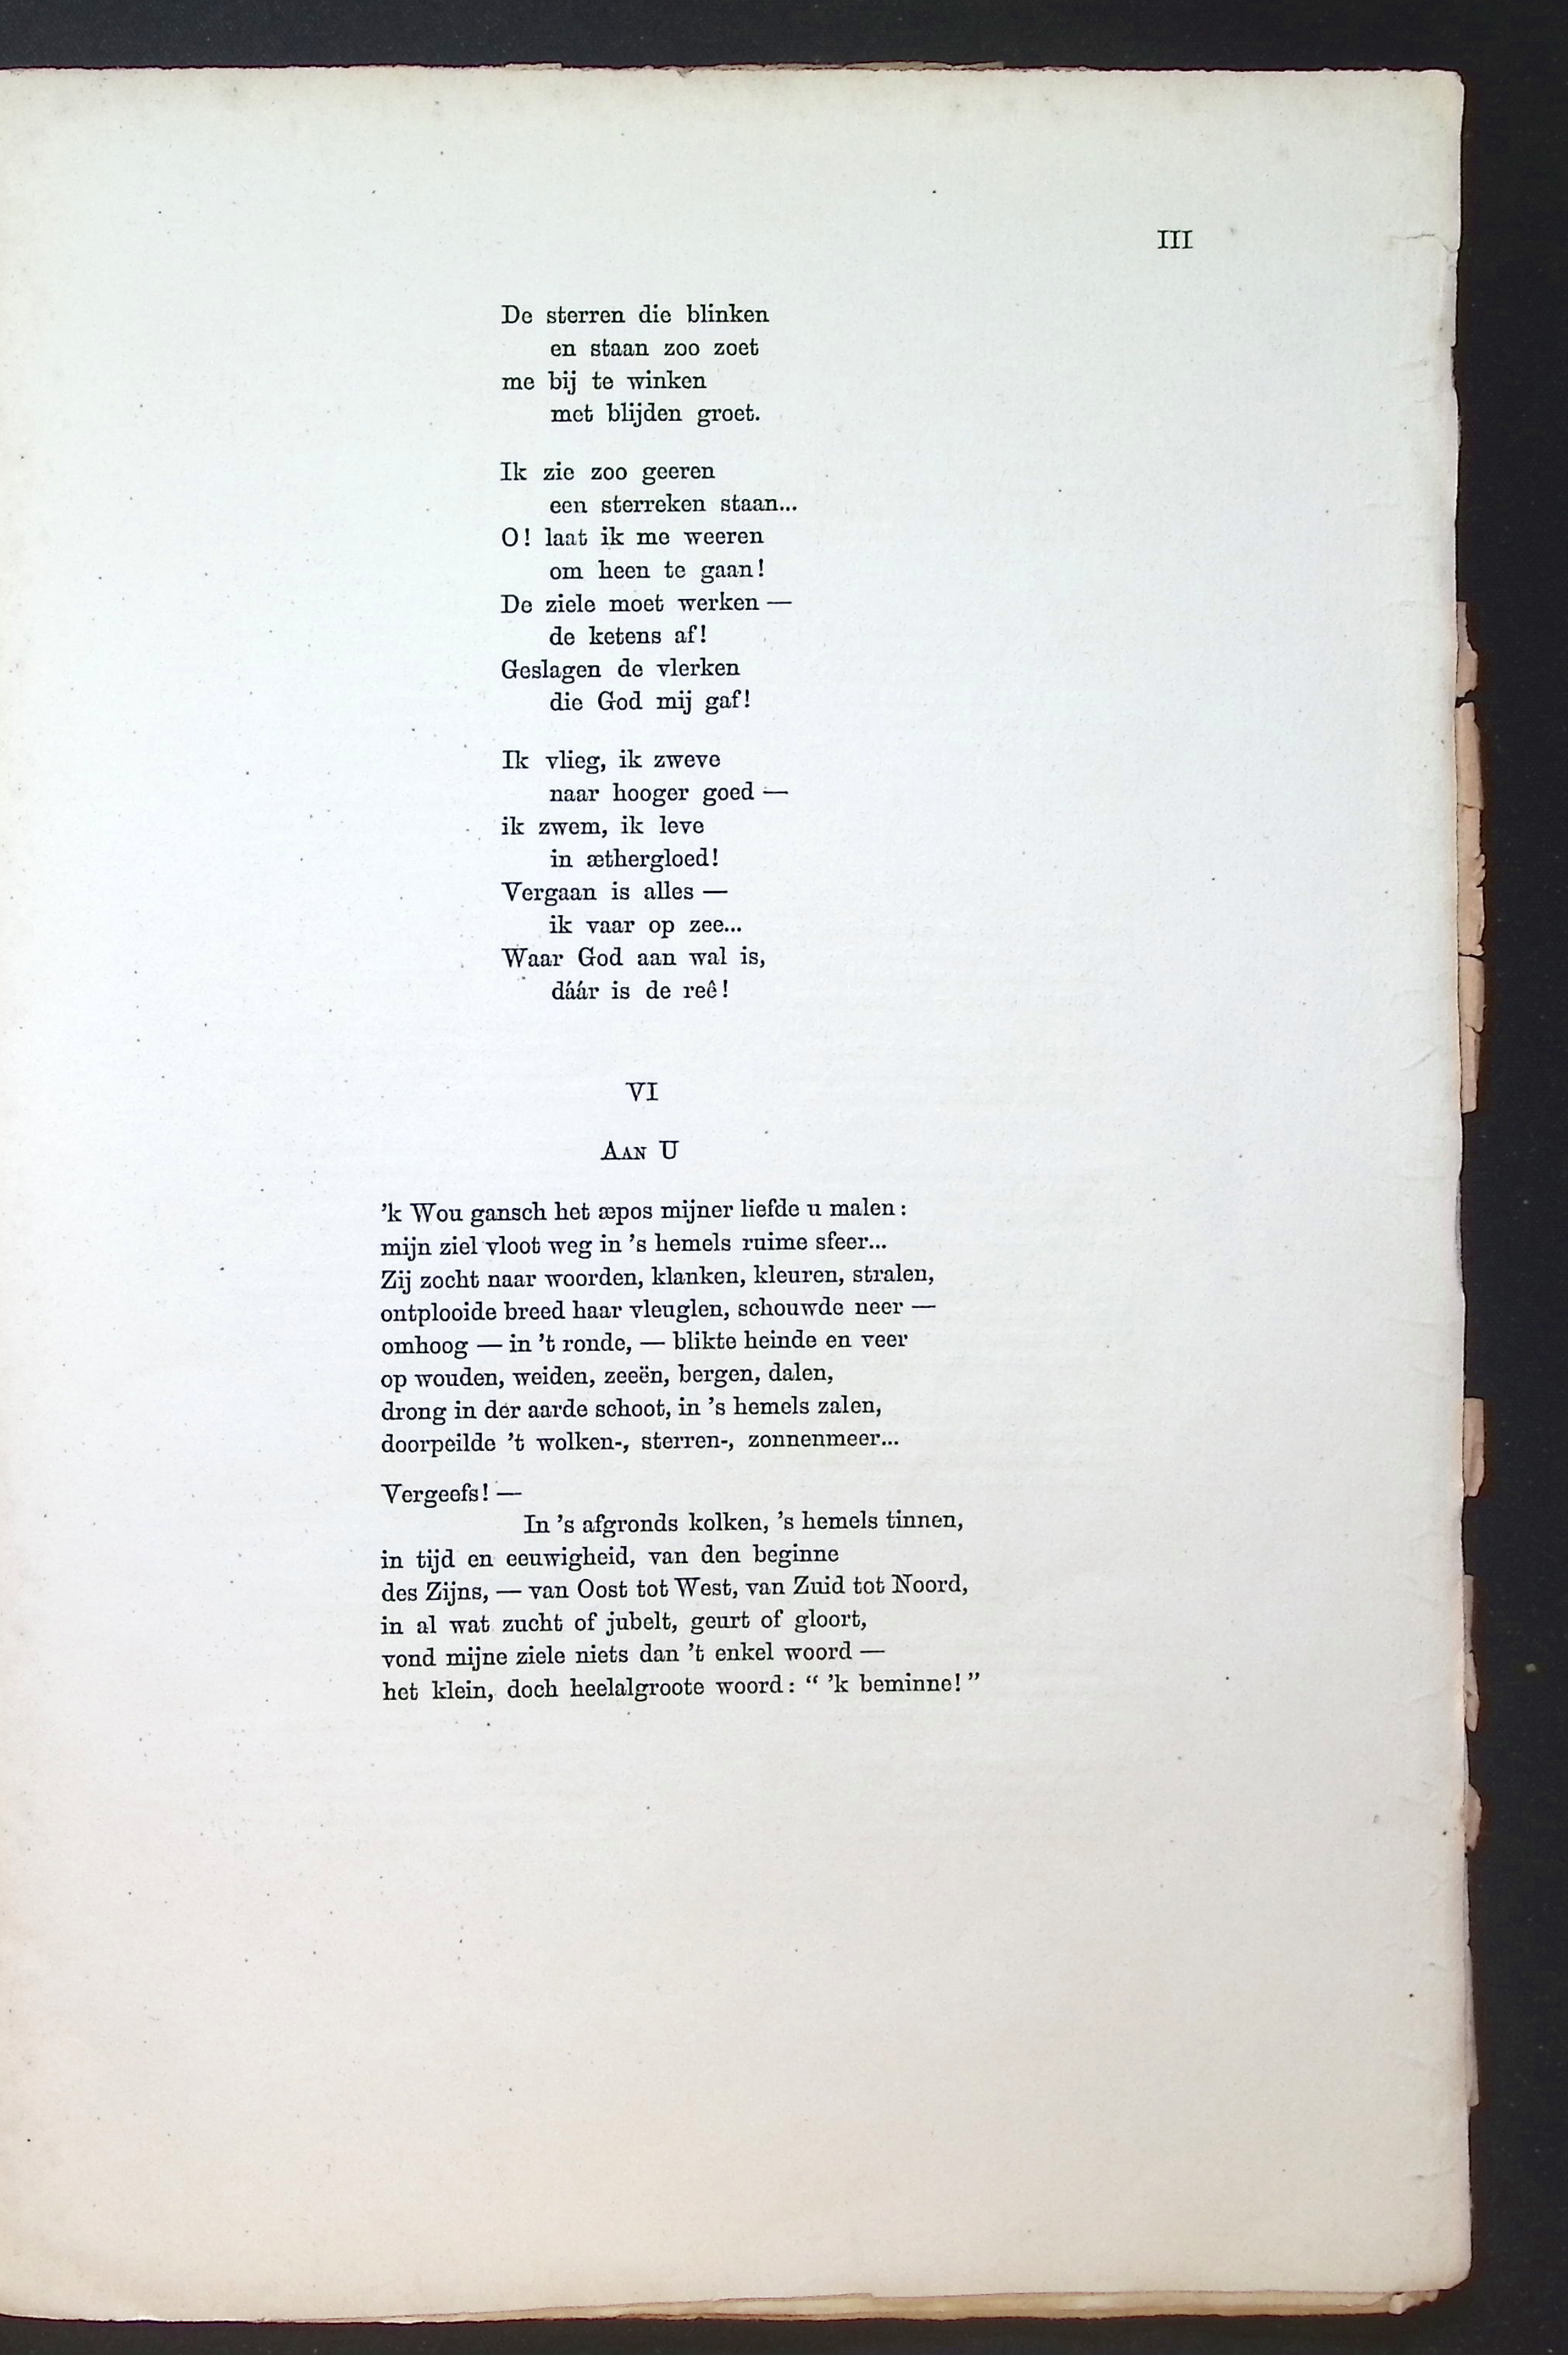 III
De sterren die blinken
en staan zoo zoet
me bij te winken
met blijden groet.
Ik zie zoo geeren
een sterreken staan...
O! laat ik me weeren
om heen te gaan!
De ziele moet werken —
de ketens af!
Geslagen de vlerken
die God mij gaf!
Ik vlieg, ik zweve
naar hooger goed —
ik zwem, ik leve
in æthergloed!
Vergaan is alles —
ik vaar op zee...
Waar God aan wal is,
dáár is de reê!
VI
Aan U
’k Wou gansch het æpos mijner liefde u malen:
mijn ziel vloot weg in ’s hemels ruime sfeer...
Zij zocht naar woorden, klanken, kleuren, stralen,
ontplooide breed haar vleuglen, schouwde neer —
omhoog — in ’t ronde, — blikte heinde en veer
op wouden, weiden, zeeën, bergen, dalen,
drong in der aarde schoot, in ’s hemels zalen,
doorpeilde ’t wolken-, sterren-, zonnenmeer...
Vergeefs! —
In ’s afgronds kolken, ’s hemels tinnen,
in tijd en eeuwigheid, van den beginne
des Zijns, — van Oost tot West, van Zuid tot Noord,
in al wat zucht of jubelt, geurt of gloort,
vond mijne ziele niets dan ’t enkel woord —
het klein, doch heelalgroote woord: “ ’k beminne! ”